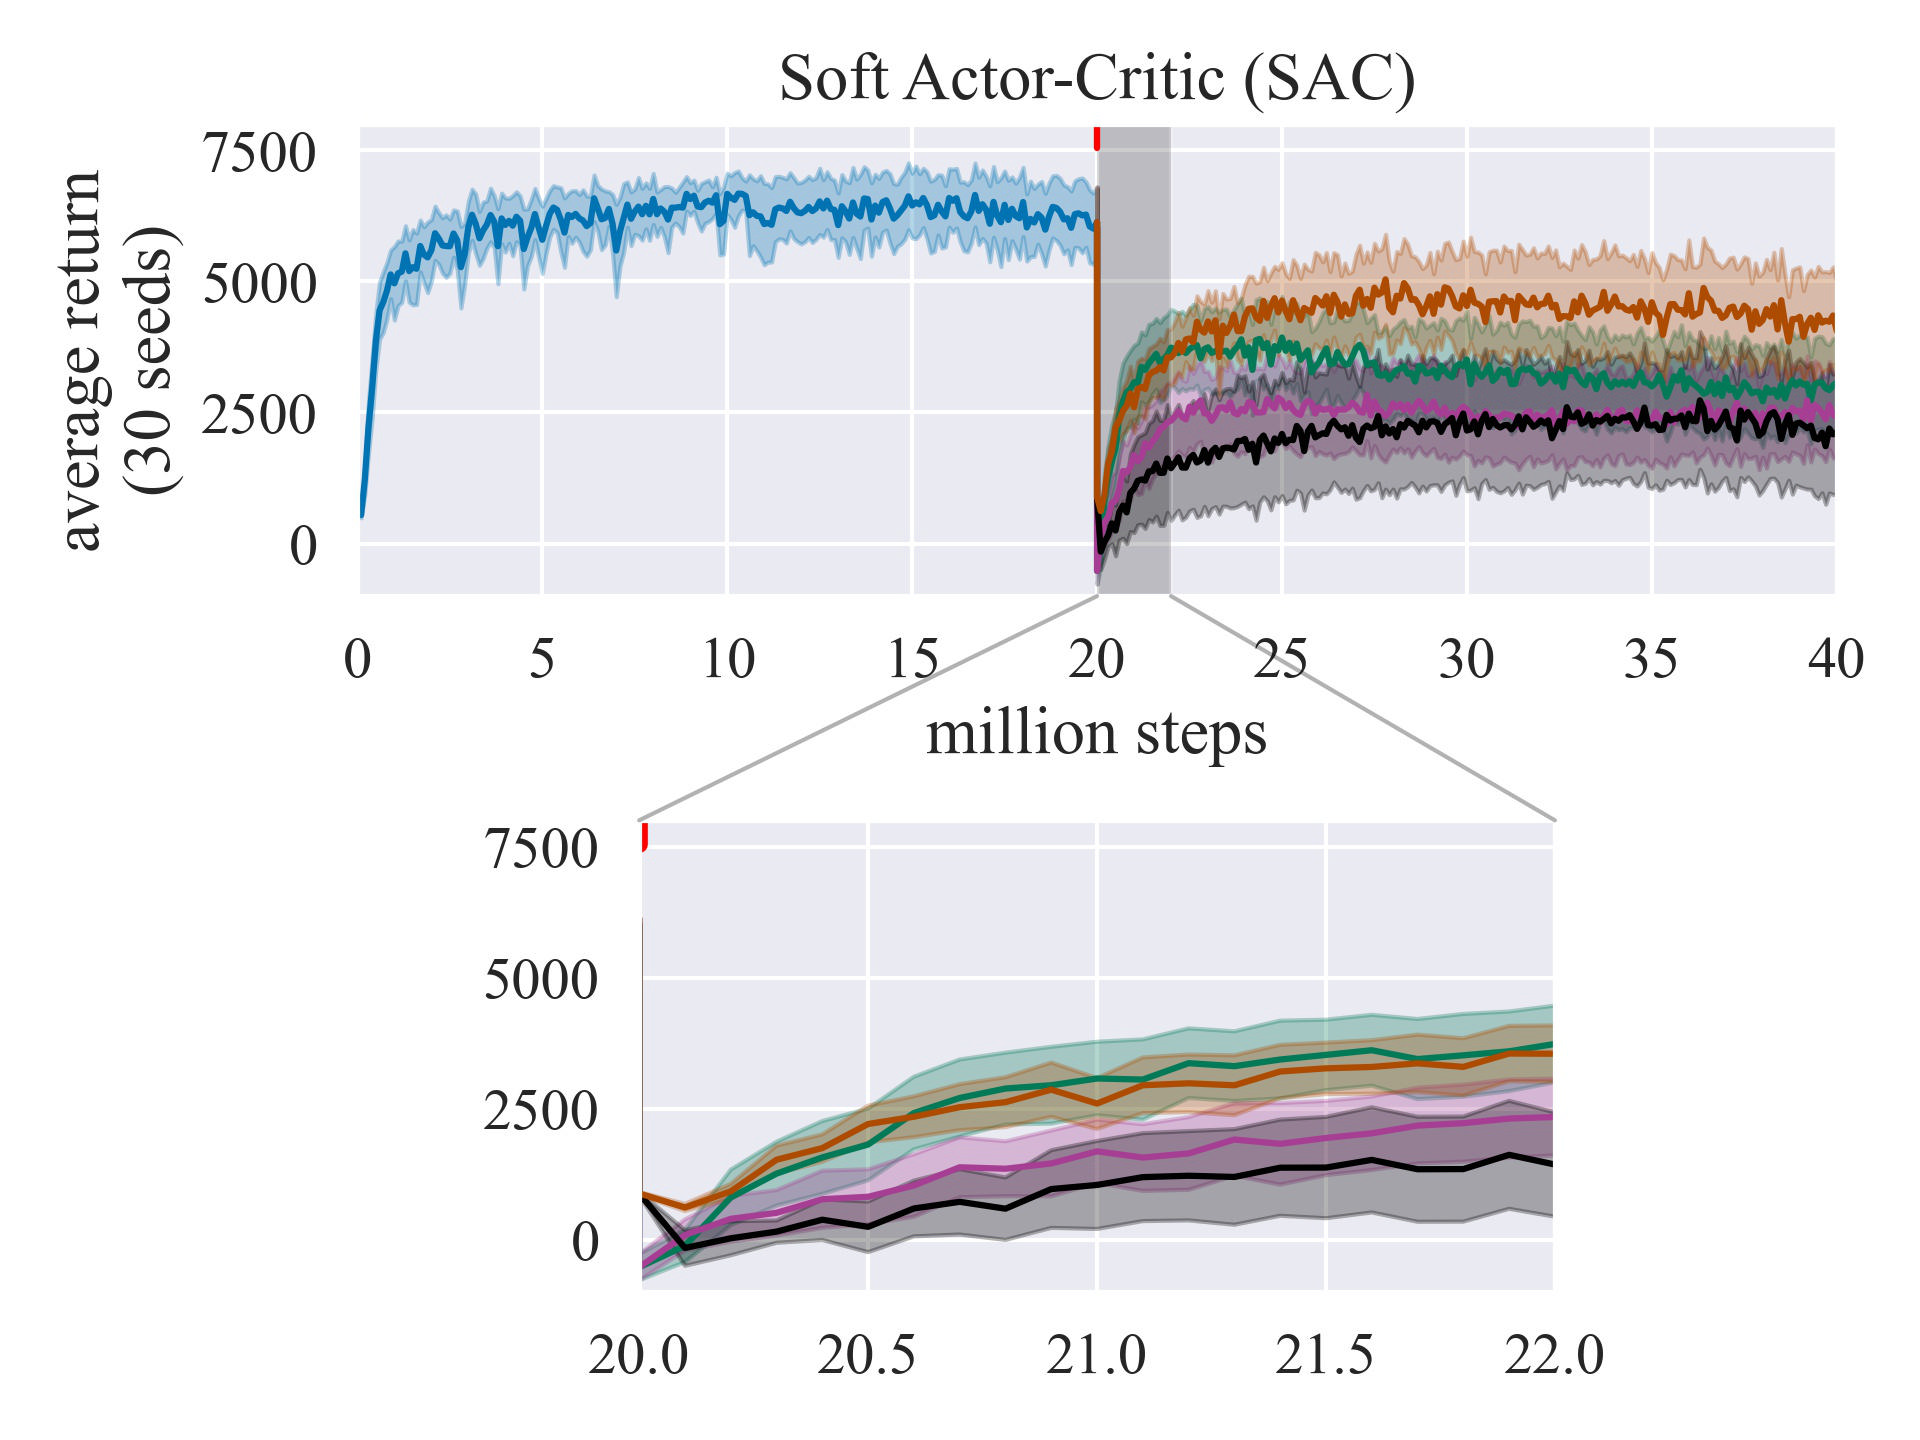 Soft Actor-Critic (SAC)
average return
(30 seeds)
7500
5000
2500
0
0 5 10 15 20 25 30 35 40
million steps
7500
5000
2500
0
20.0 20.5 21.0 21.5 22.0